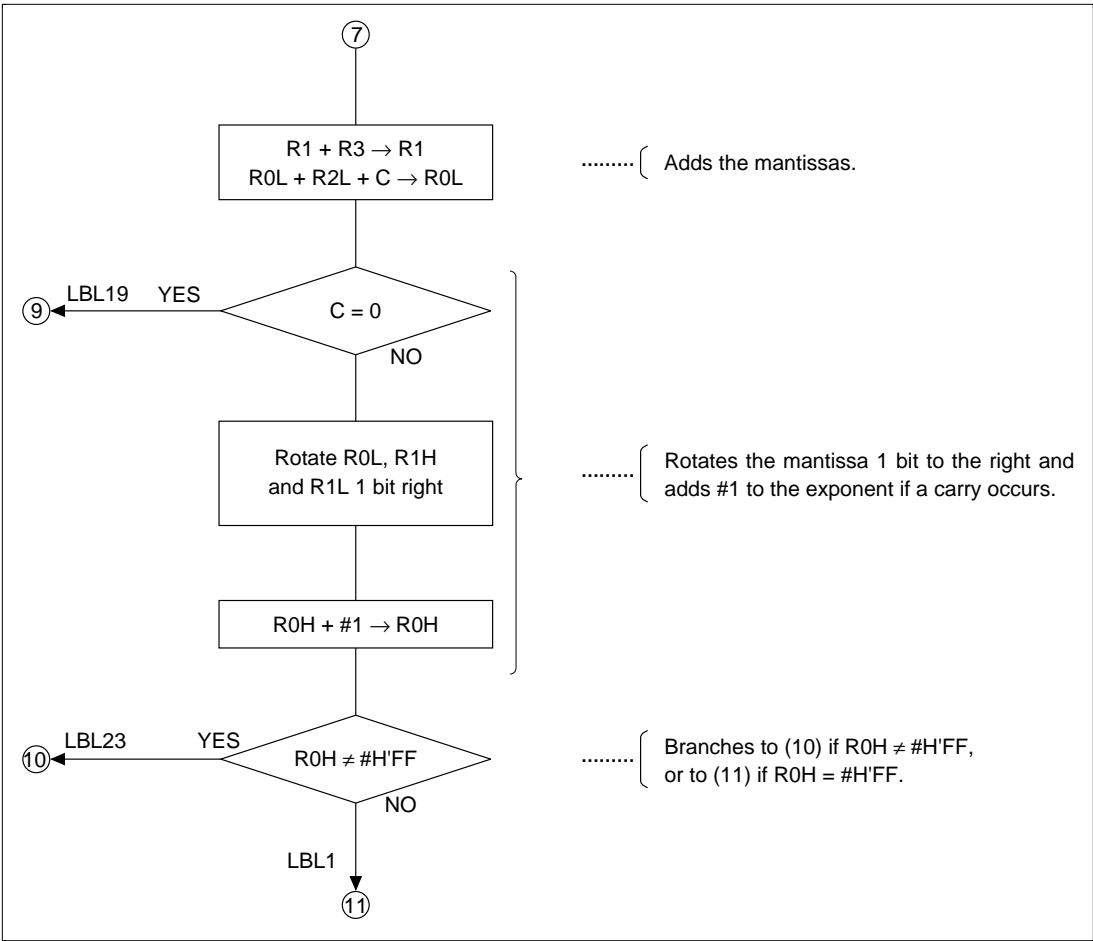 7
R1 + R3 → R1
R0L + R2L + C → R0L
Adds the mantissas.
LBL19 YES
9
C = 0
NO
Rotate R0L, R1H
and R1L 1 bit right
Rotates the mantissa 1 bit to the right and
adds #1 to the exponent if a carry occurs.
R0H + #1 → R0H
LBL23 YES
10
R0H ≠ #H'FF
Branches to (10) if R0H ≠ #H'FF,
or to (11) if R0H = #H'FF.
NO
LBL1
11